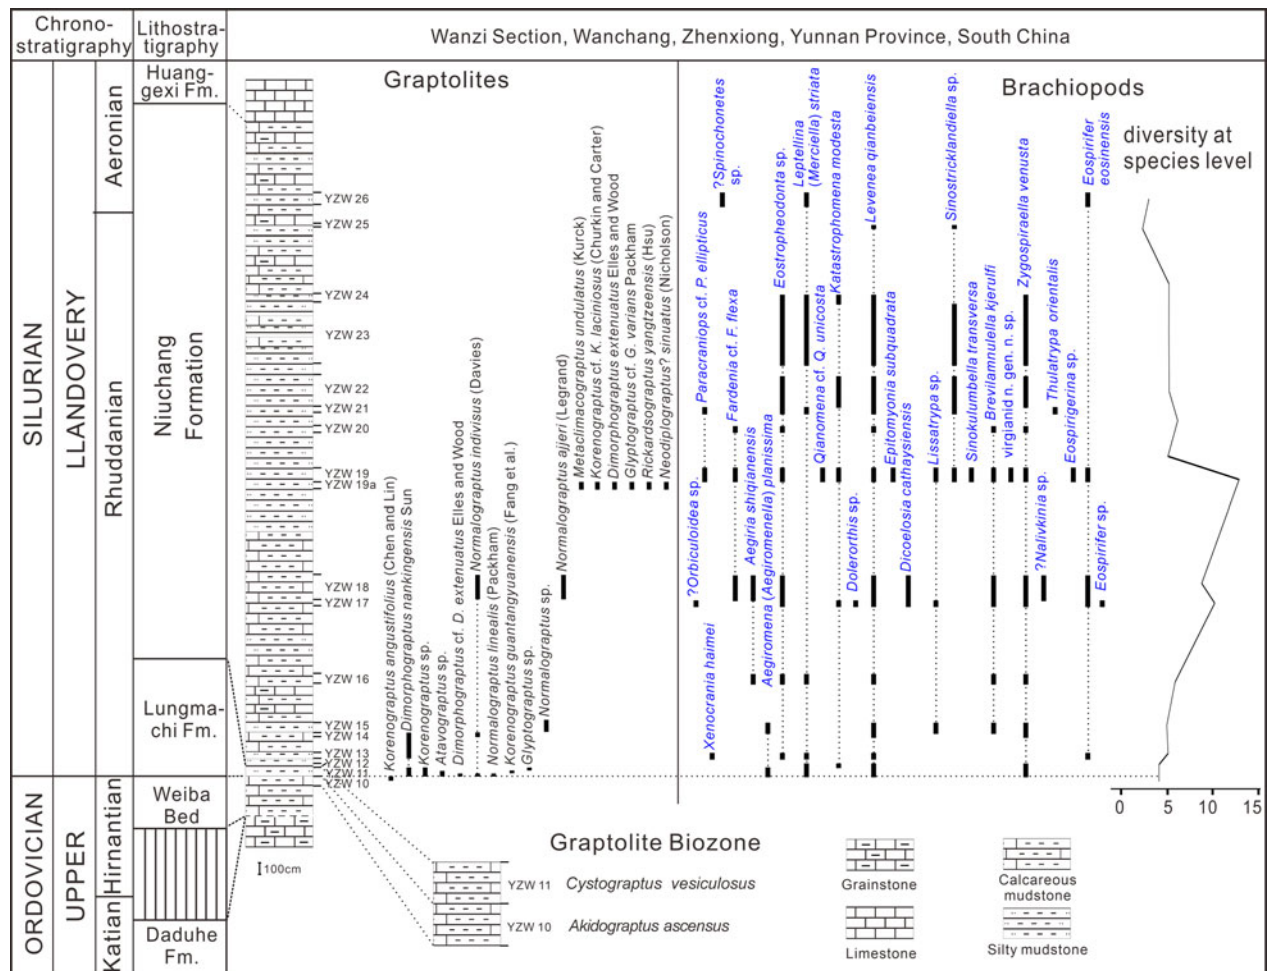 Chrono-
stratigraphy
Lithostra-
tigraphy
Wanzi Section, Wanchang, Zhenxiong, Yunnan Province, South China
SILURIAN
LLANDOVERY
Aeronian
Rhuddanian
Huang-
gexi Fm.
Niuchang
Formation
Lungma-
chi Fm.
ORDOVICIAN
UPPER
Hirnantian
Katian
Weiba
Bed
Daduhe
Fm.
YZW 26
YZW 25
YZW 24
YZW 23
YZW 22
YZW 21
YZW 20
YZW 19
YZW 19a
YZW 18
YZW 17
YZW 16
YZW 15
YZW 14
YZW 13
YZW 12
YZW 11
YZW 10
100cm
Graptolites
Korenograptus angustifolius (Chen and Lin)
Dimorphograptus nankingensis Sun
Korenograptus sp.
Atavograptus sp.
Dimorphograptus cf. D. extenuatus Elles and Wood
Normalograptus indivisus (Davies)
Normalograptus linealis (Packham)
Korenograptus guantangyuanensis (Fang et al.)
Glyptograptus sp.
Normalograptus sp.
Normalograptus ajjeri (Legrand)
Metaclimacograptus undulatus (Kurck)
Korenograptus cf. K. laciniosus (Churkin and Carter)
Dimorphograptus extenuatus Elles and Wood
Glyptograptus cf. G. varians Packham
Rickardsograptus yangtzeensis (Hsu)
Neodiplograptus? sinuatus (Nicholson)
Brachiopods
?Orbiculoidea sp.
Paracraniops cf. P. ellipticus
Xenocrania haimei
?Spinochonetes
sp.
Fardenia cf. F. flexa
Aegiria shiqianensis
Aegiromena (Aegiromenella) planissima
Eostropheodonta sp.
Leptellina
(Merciella) striata
Qianomena cf. Q. unicosta
Katastrophomena modesta
Dolerorthis sp.
Levenea qianbeiensis
Epitomyonia subquadrata
Dicoelosia cathaysiensis
Lissatrypa sp.
Sinostricklandiella sp.
Sinokulumbella transversa
Brevilamnulella kjerulfi
virgianid n. gen. n. sp.
Zygospiraella venusta
?Nalivkinia sp.
Thulatrypa orientalis
Eospirigerina sp.
Eospirifer
eosinensis
Eospirifer sp.
diversity at
species level
0 5 10 15
Graptolite Biozone
YZW 11 Cystograptus vesiculosus
YZW 10 Akidograptus ascensus
Grainstone
Limestone
Calcareous
mudstone
Silty mudstone